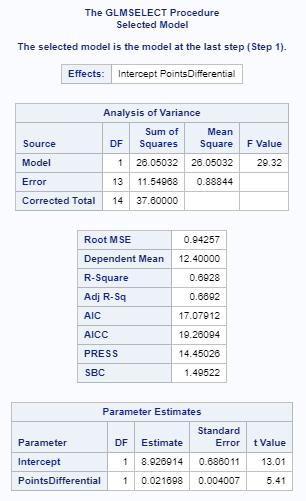 The GLMSELECT Procedure
Selected Model
The selected model is the model at the last step (Step 1).
Effects: Intercept PointsDifferential
Analysis of Variance
Source DF Sum of Squares Mean Square F Value
Model 1 26.05032 26.05032 29.32
Error 13 11.54968 0.88844
Corrected Total 14 37.60000
Root MSE 0.94257
Dependent Mean 12.40000
R-Square 0.6928
Adj R-Sq 0.6692
AIC 17.07912
AICC 19.26094
PRESS 14.45026
SBC 1.49522
Parameter Estimates
Parameter DF Estimate Standard Error t Value
Intercept 1 8.926914 0.686011 13.01
PointsDifferential 1 0.021698 0.004007 5.41